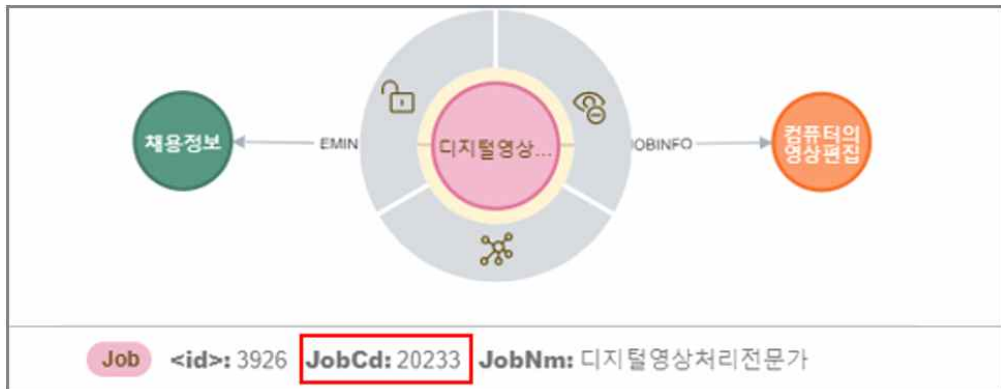 채용정보
EMIN
디지털영상...
OBINFO
컴퓨터의
영상편집
Job <id>: 3926 JobCd: 20233 JobNm: 디지털영상처리전문가